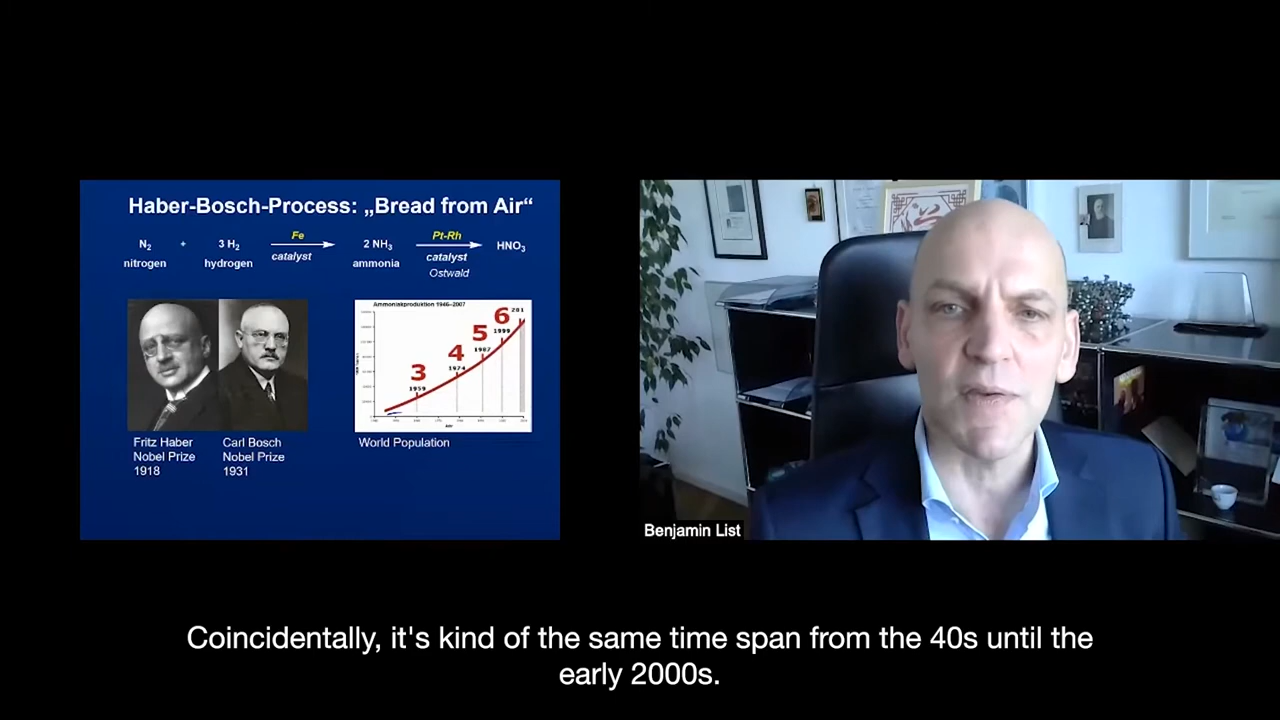 Haber-Bosch-Process: „Bread from Air“
N2 + 3 H2 Fe 2 NH3 Pt-Rh HNO3
nitrogen hydrogen catalyst ammonia catalyst
Ostwald
Ammoniakproduktion 1946–2007
6 201
1999
5
1987
4
1974
3
1959
Fritz Haber
Nobel Prize
1918
Carl Bosch
Nobel Prize
1931
World Population
Benjamin List
Coincidentally, it's kind of the same time span from the 40s until the
early 2000s.